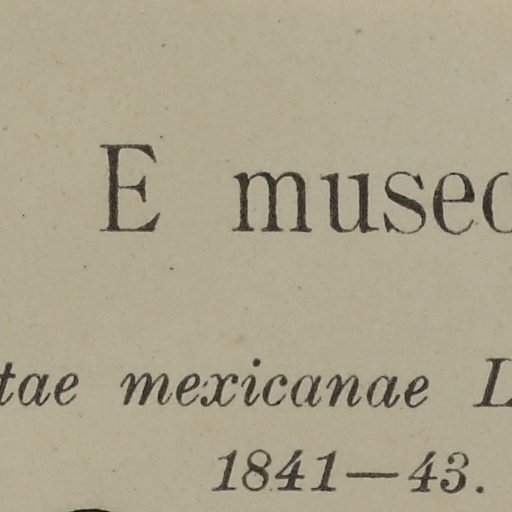 E museo
tae mexicanae L
1841—43.